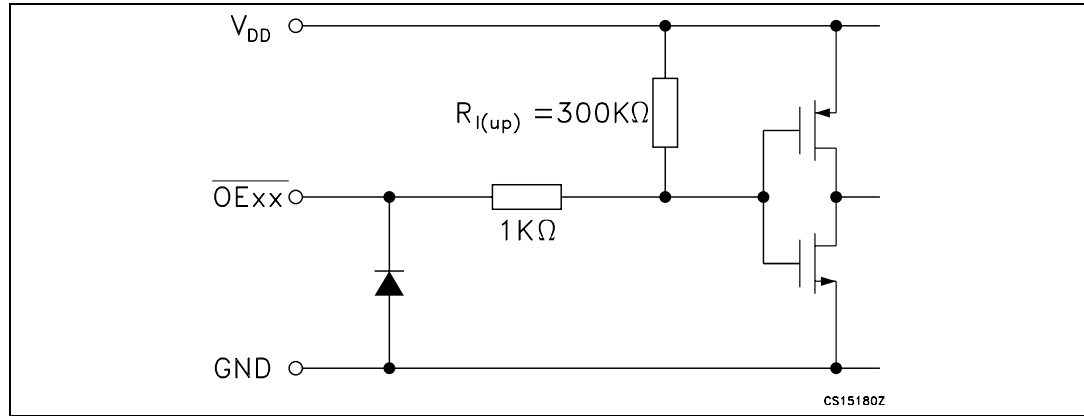 VDD
RI(up) =300KΩ
OExx
1KΩ
GND
CS15180Z